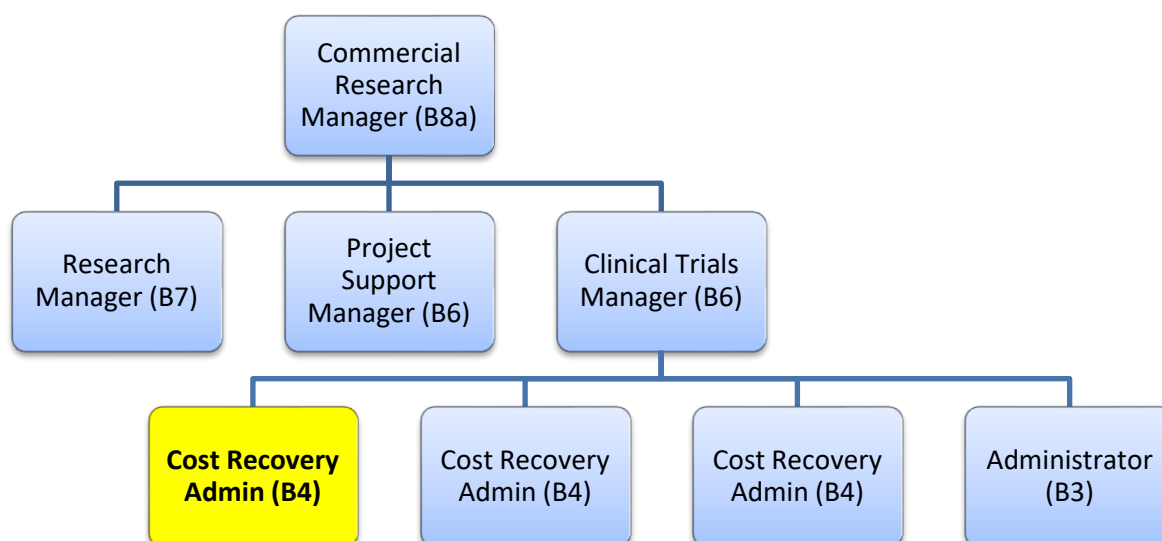 Commercial
Research
Manager (B8a)
Research
Manager (B7)
Project
Support
Manager (B6)
Clinical Trials
Manager (B6)
Cost Recovery
Admin (B4)
Cost Recovery
Admin (B4)
Cost Recovery
Admin (B4)
Administrator
(B3)